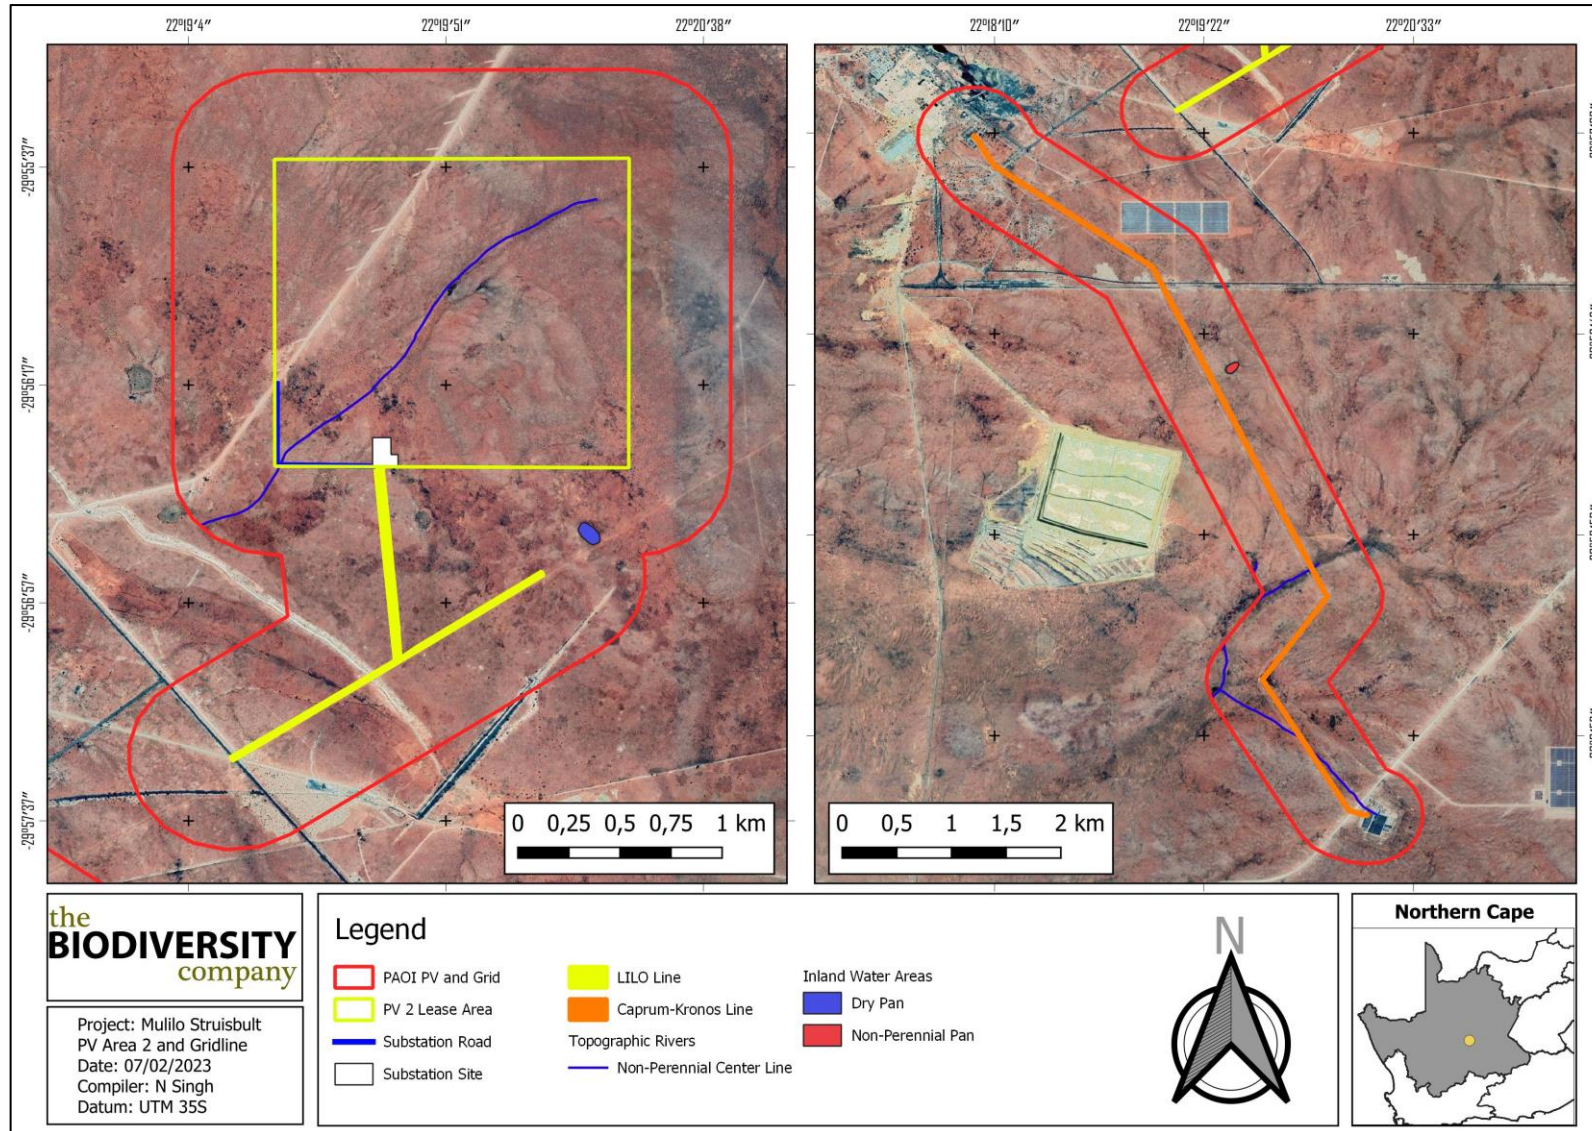 22°19'4" 22°19'51" 22°20'38"
22°18'10" 22°19'22" 22°20'33"
-29°55'37"
-29°56'17"
-29°56'57"
-29°57'37"
0 0,25 0,5 0,75 1 km
0 0,5 1 1,5 2 km
the
BIODIVERSITY
company
Project: Mulilo Struisbult
PV Area 2 and Gridline
Date: 07/02/2023
Compiler: N Singh
Datum: UTM 35S
Legend
PAOI PV and Grid
PV 2 Lease Area
Substation Road
Substation Site
LILO Line
Caprum-Kronos Line
Topographic Rivers
Non-Perennial Center Line
Inland Water Areas
Dry Pan
Non-Perennial Pan
N
Northern Cape